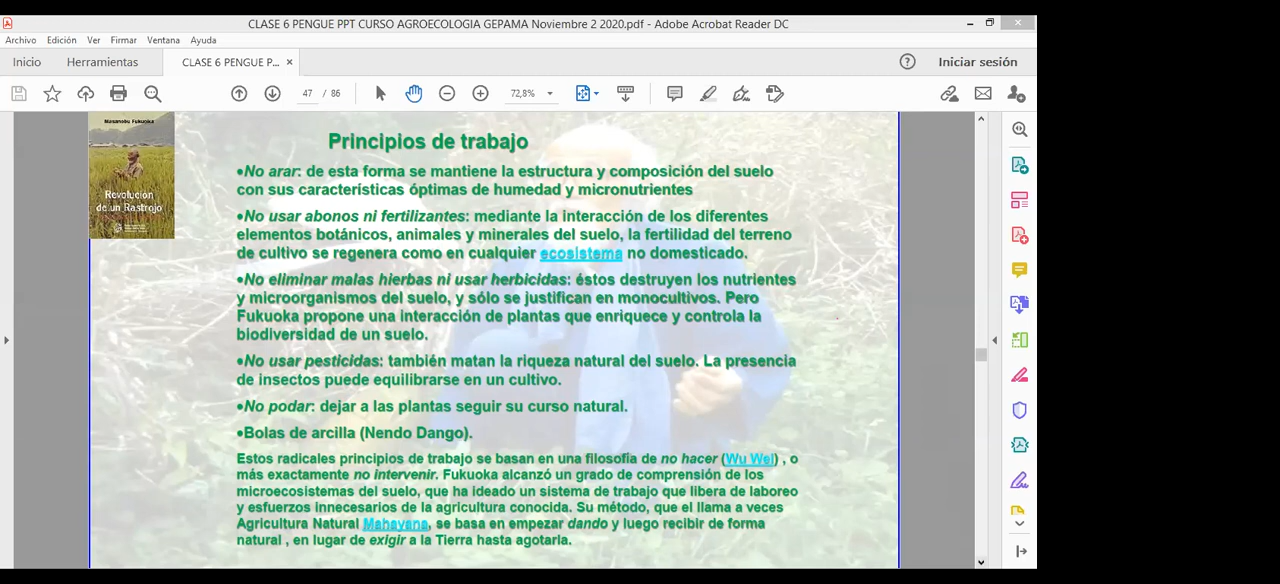 CLASE 6 PENGUE PPT CURSO AGROECOLOGIA GEPAMA Noviembre 2 2020.pdf - Adobe Acrobat Reader DC
Archivo Edición Ver Firmar Ventana Ayuda
Inicio Herramientas CLASE 6 PENGUE P... × Iniciar sesión
47 / 86 72,8%
Masanobu Fukuoka
Revolución
de un Rastrojo
Principios de trabajo
•No arar: de esta forma se mantiene la estructura y composición del suelo
con sus características óptimas de humedad y micronutrientes
•No usar abonos ni fertilizantes: mediante la interacción de los diferentes
elementos botánicos, animales y minerales del suelo, la fertilidad del terreno
de cultivo se regenera como en cualquier ecosistema no domesticado.
•No eliminar malas hierbas ni usar herbicidas: éstos destruyen los nutrientes
y microorganismos del suelo, y sólo se justifican en monocultivos. Pero
Fukuoka propone una interacción de plantas que enriquece y controla la
biodiversidad de un suelo.
•No usar pesticidas: también matan la riqueza natural del suelo. La presencia
de insectos puede equilibrarse en un cultivo.
•No podar: dejar a las plantas seguir su curso natural.
•Bolas de arcilla (Nendo Dango).
Estos radicales principios de trabajo se basan en una filosofia de no hacer (Wu Wei) , o
más exactamente no intervenir. Fukuoka alcanzó un grado de comprensión de los
microecosistemas del suelo, que ha ideado un sistema de trabajo que libera de laboreo
y esfuerzos innecesarios de la agricultura conocida. Su método, que el llama a veces
Agricultura Natural Mahayana, se basa en empezar dando y luego recibir de forma
natural , en lugar de exigir a la Tierra hasta agotarla.